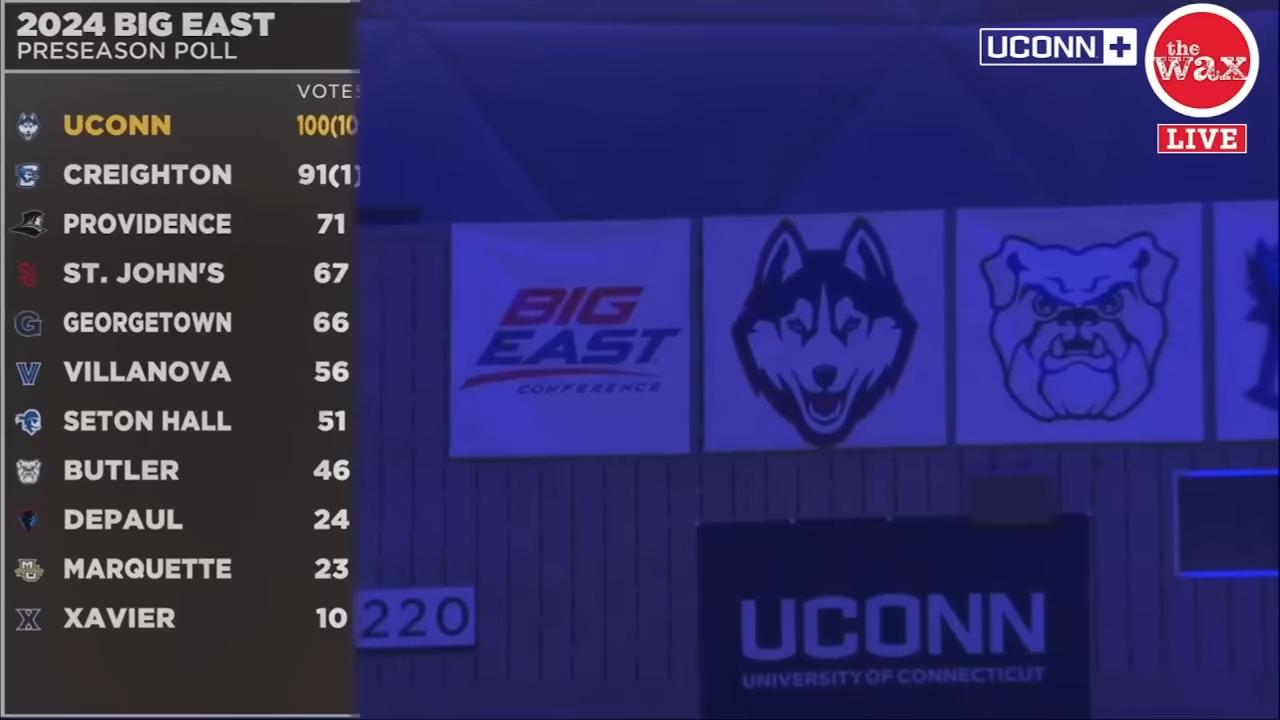 2024 BIG EAST
PRESEASON POLL
VOTES
UCONN 100(10
CREIGHTON 91(1)
PROVIDENCE 71
ST. JOHN'S 67
GEORGETOWN 66
VILLANOVA 56
SETON HALL 51
BUTLER 46
DEPAUL 24
MARQUETTE 23
XAVIER 10
UCONN+
the
wax
LIVE
BIG
EAST
CONFERENCE
220
UCONN
UNIVERSITY OF CONNECTICUT